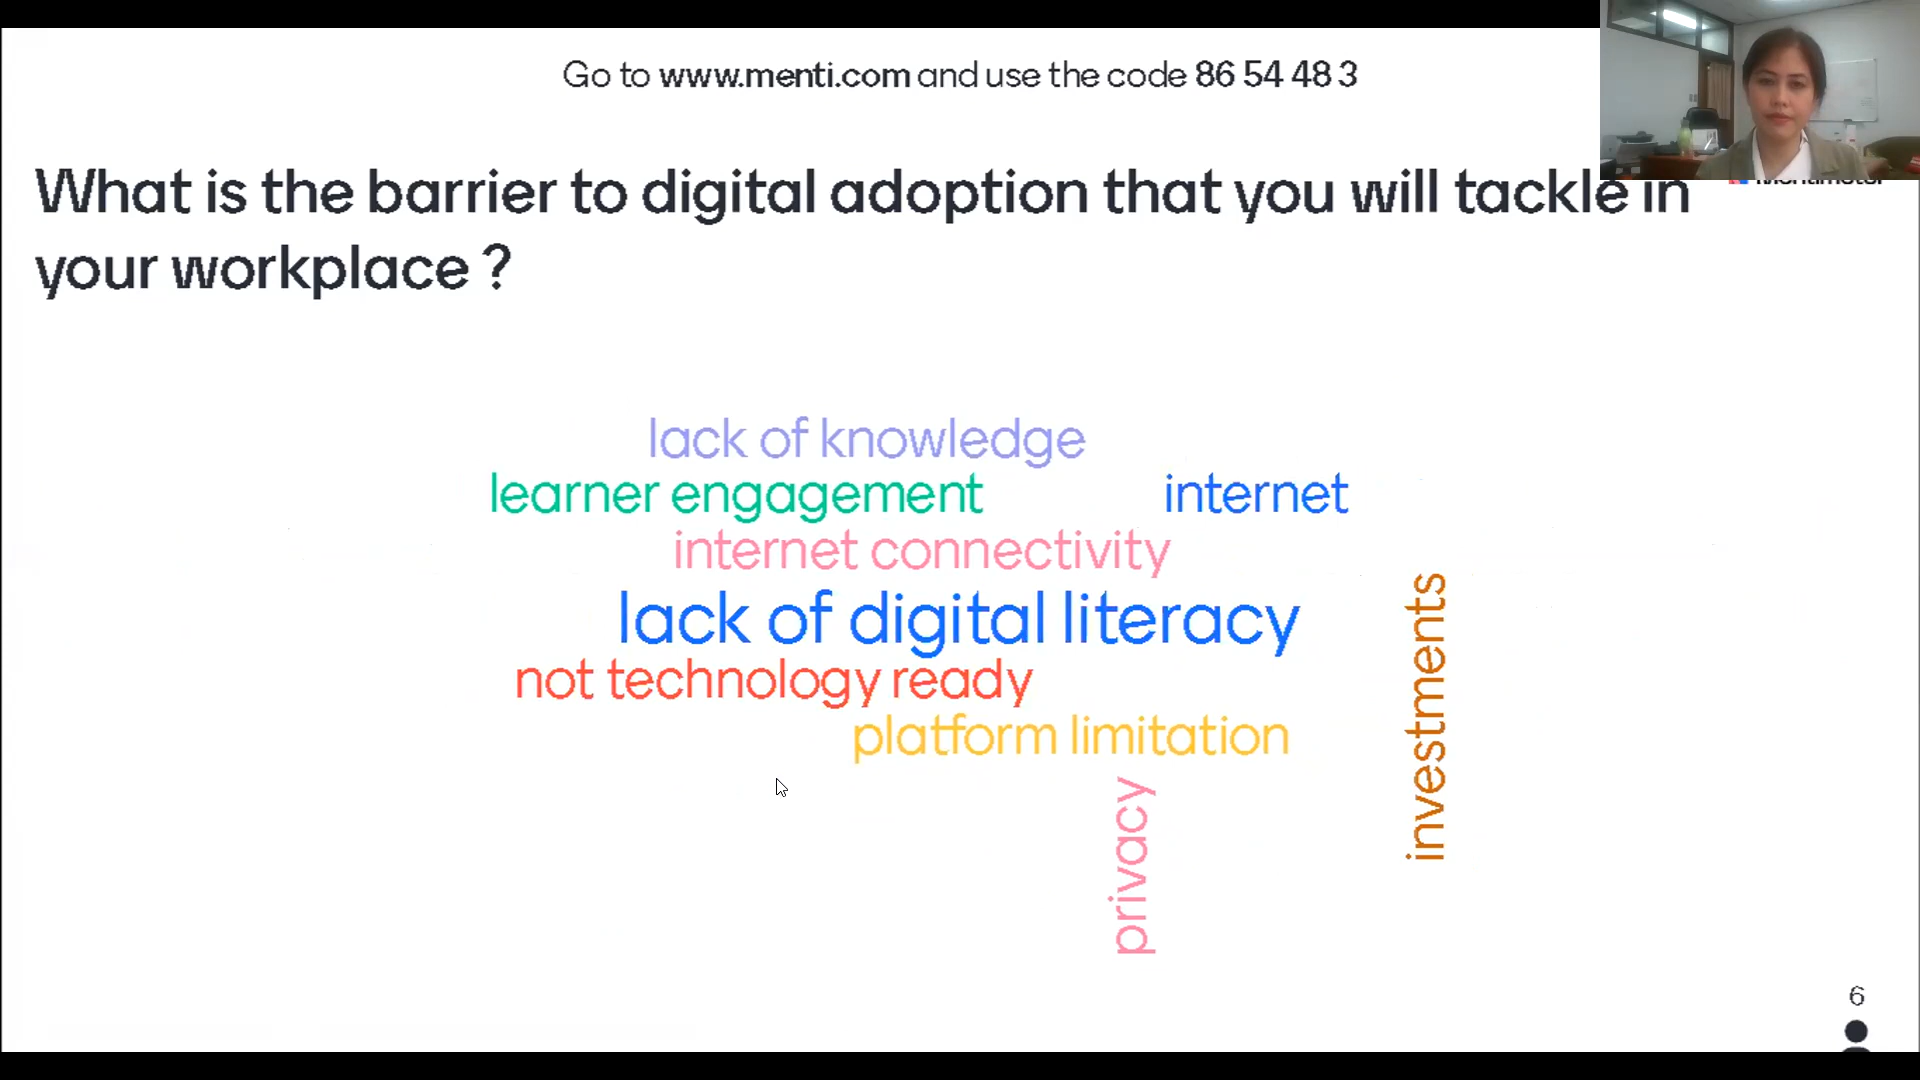 Go to www.menti.com and use the code 86 54 48 3
What is the barrier to digital adoption that you will tackle in
your workplace ?
lack of knowledge
learner engagement
internet
internet connectivity
lack of digital literacy
not technology ready
platform limitation
investments
privacy
6